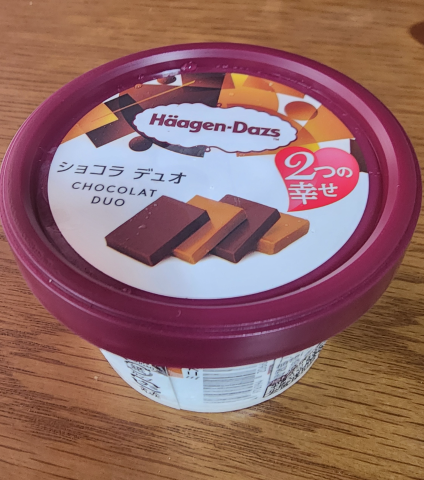 Häagen-Dazs
ショコラ デュオ
CHOCOLAT
DUO
2つの
幸せ